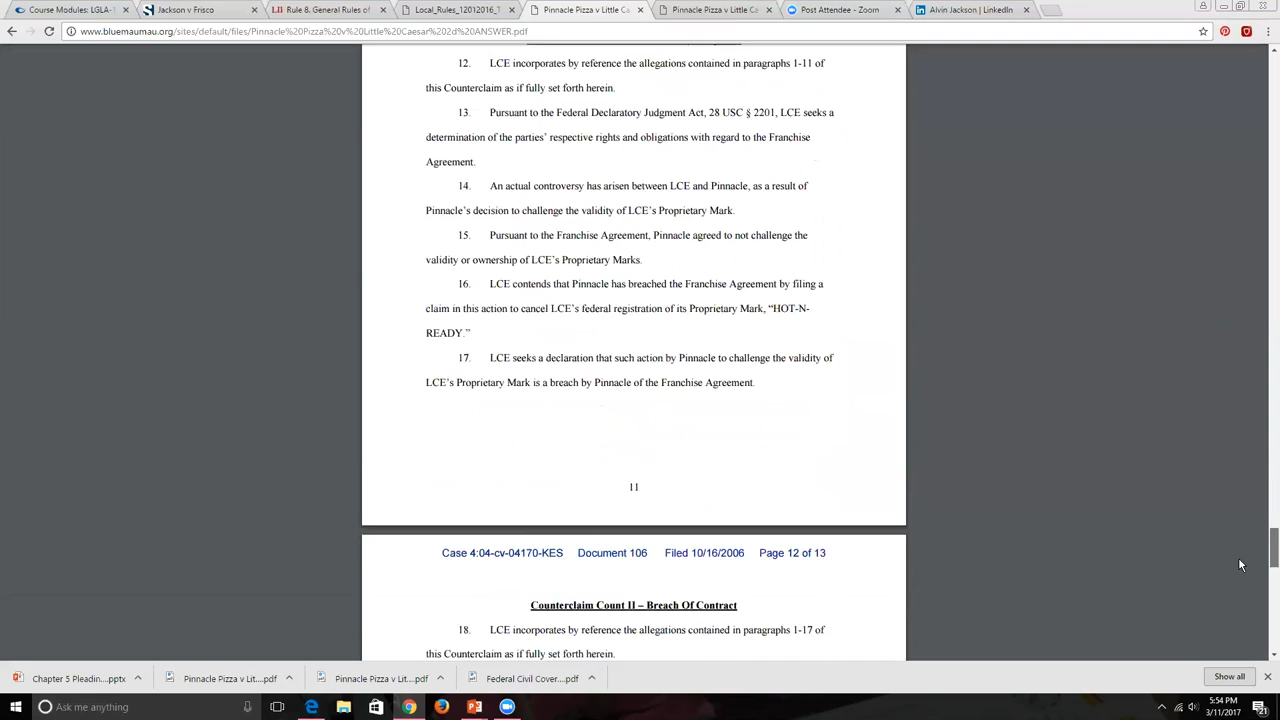 Course Modules: LGLA-1
Jackson v Frisco
Rule 8. General Rules of
Local_Rules_12012016_1
Pinnacle Pizza v Little Ca
Pinnacle Pizza v Little C
Post Attendee - Zoom
Alvin Jackson | LinkedIn
www.bluemaumau.org/sites/default/files/Pinnacle%20Pizza%20v%20Little%20Caesar%202d%20ANSWER.pdf
12. LCE incorporates by reference the allegations contained in paragraphs 1-11 of
this Counterclaim as if fully set forth herein.
13. Pursuant to the Federal Declaratory Judgment Act, 28 USC § 2201, LCE seeks a
determination of the parties' respective rights and obligations with regard to the Franchise
Agreement.
14. An actual controversy has arisen between LCE and Pinnacle, as a result of
Pinnacle's decision to challenge the validity of LCE's Proprietary Mark.
15. Pursuant to the Franchise Agreement, Pinnacle agreed to not challenge the
validity or ownership of LCE's Proprietary Marks.
16. LCE contends that Pinnacle has breached the Franchise Agreement by filing a
claim in this action to cancel LCE's federal registration of its Proprietary Mark, "HOT-N-
READY."
17. LCE seeks a declaration that such action by Pinnacle to challenge the validity of
LCE's Proprietary Mark is a breach by Pinnacle of the Franchise Agreement.
11
Case 4:04-cv-04170-KES Document 106 Filed 10/16/2006 Page 12 of 13
Counterclaim Count II – Breach Of Contract
18. LCE incorporates by reference the allegations contained in paragraphs 1-17 of
this Counterclaim as if fully set forth herein.
Chapter 5 Pleadin....pptx
Pinnacle Pizza v Lit....pdf
Pinnacle Pizza v Lit....pdf
Federal Civil Cover....pdf
Show all
Ask me anything
5:54 PM
3/11/2017